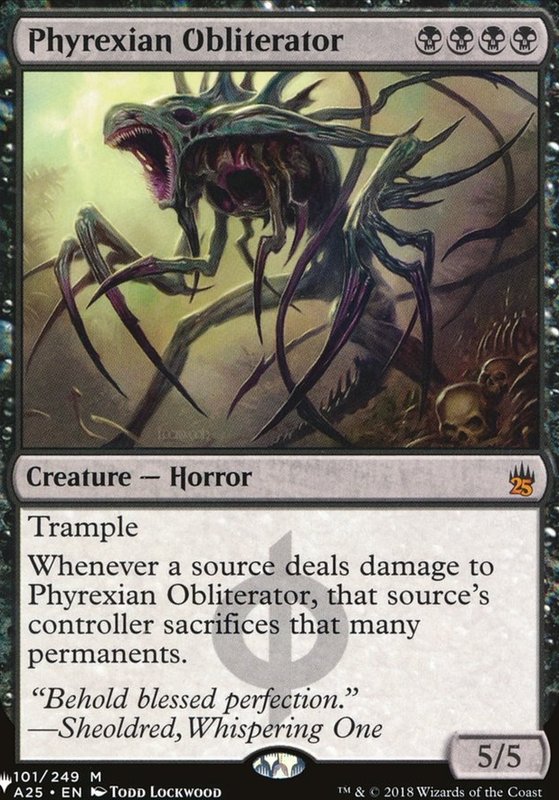 Phyrexian Obliterator
Creature — Horror
25
Trample
Whenever a source deals damage to
Phyrexian Obliterator, that source's
controller sacrifices that many
permanents.
"Behold blessed perfection."
—Sheoldred, Whispering One
5/5
101/249 M
A25 • EN Todd Lockwood
™ & © 2018 Wizards of the Coast